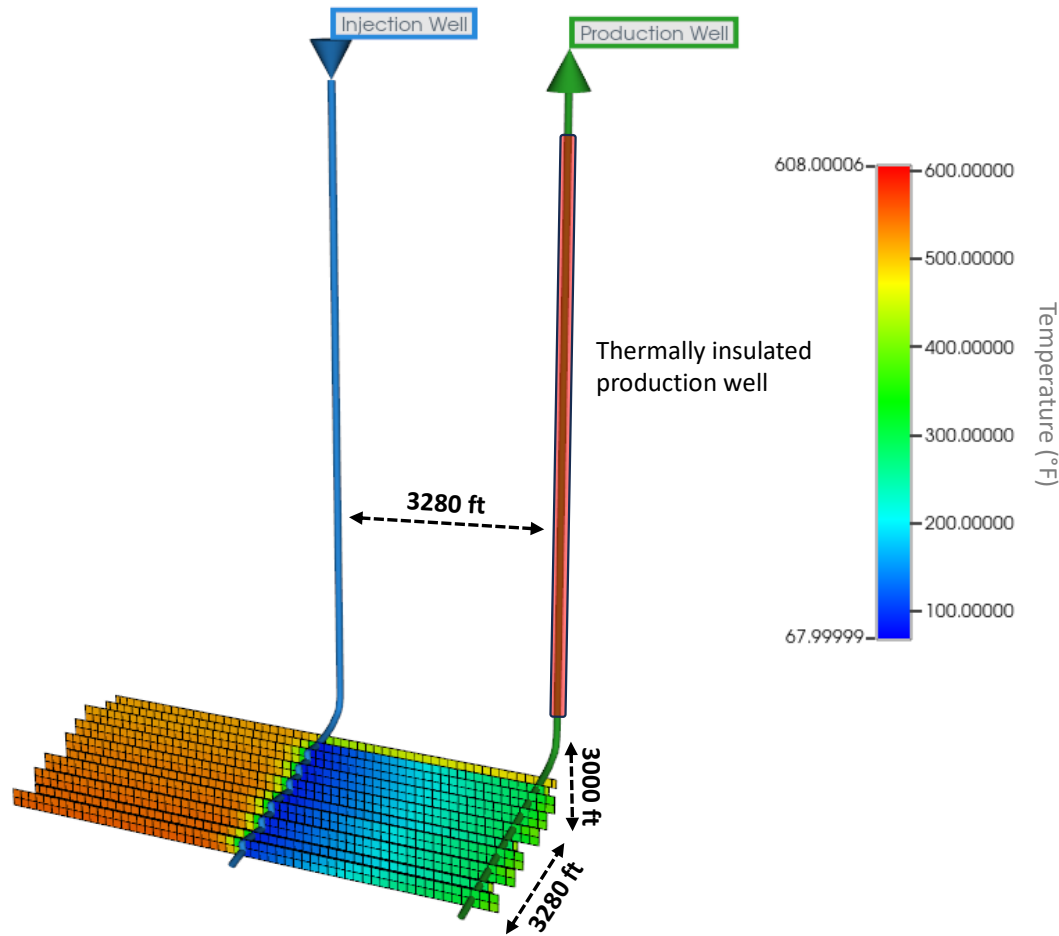 Injection Well
Production Well
608.00006
600.00000
500.00000
400.00000
300.00000
200.00000
100.00000
67.99999
Temperature (°F)
Thermally insulated
production well
3280 ft
3000 ft
3280 ft